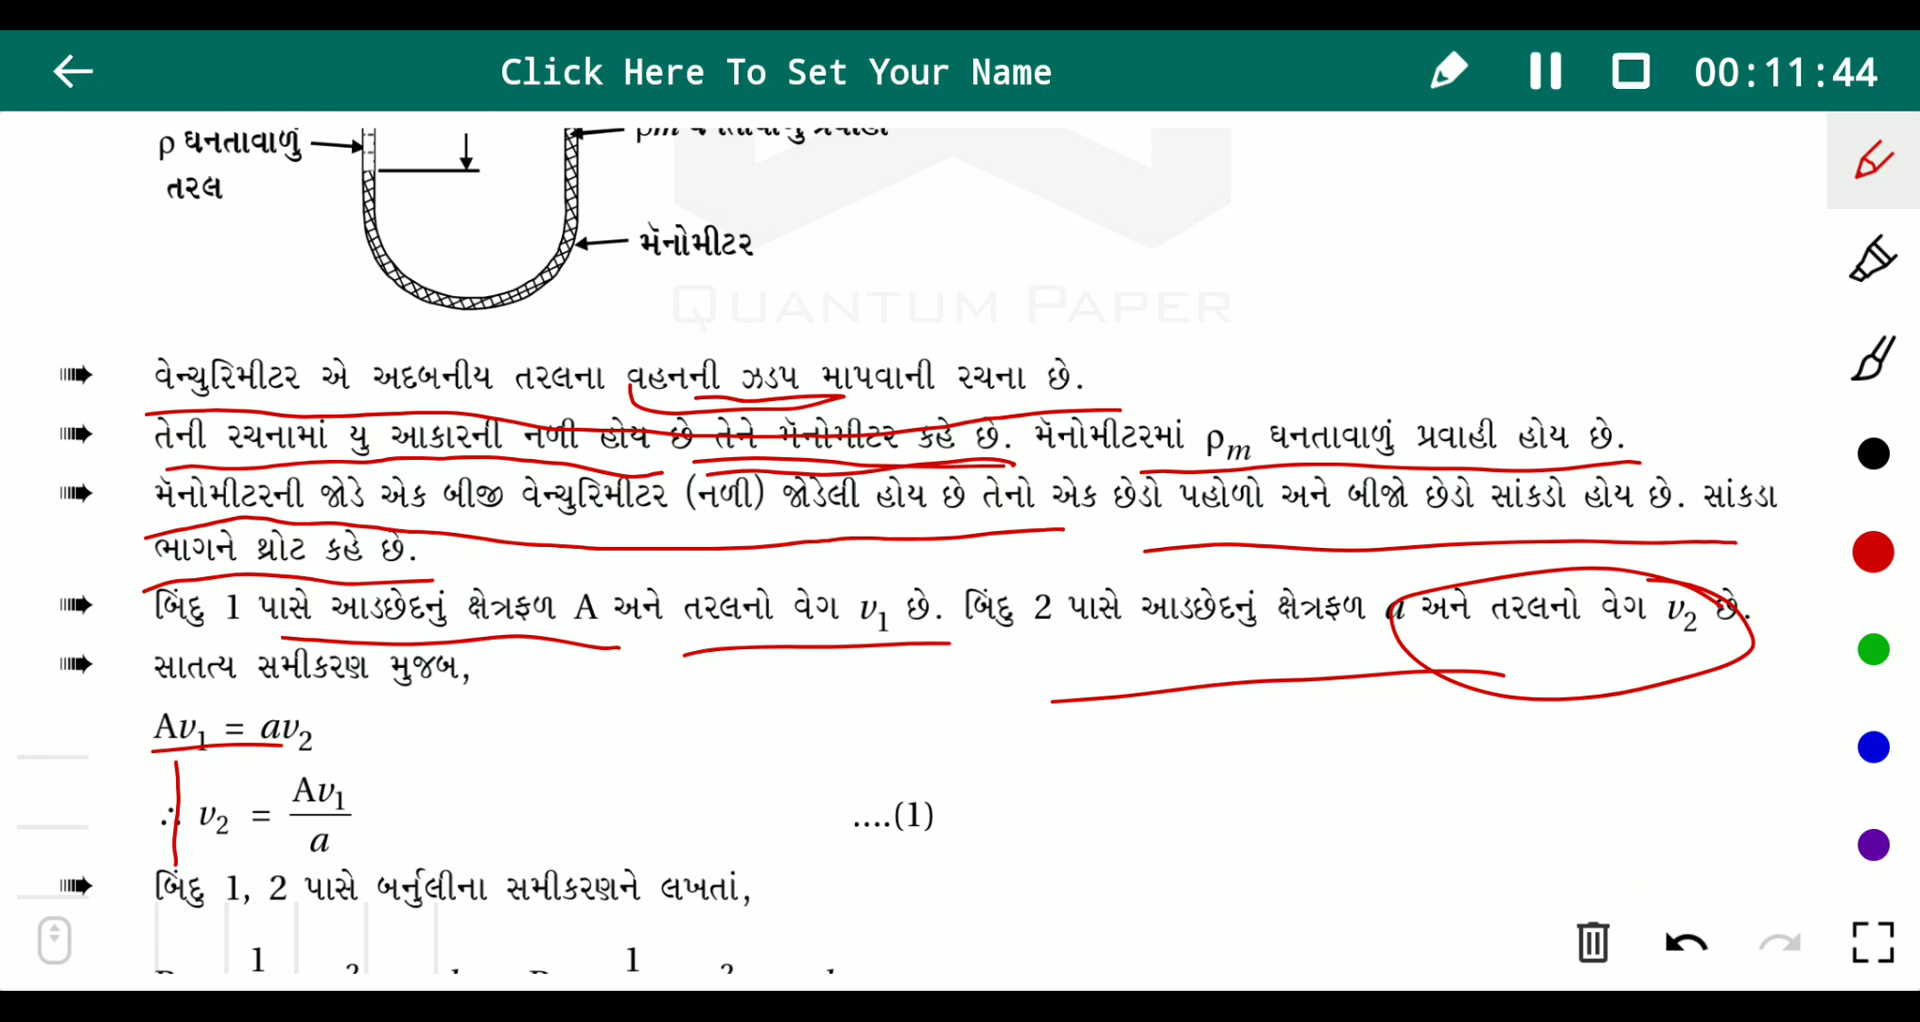 Click Here To Set Your Name
00:11:44
ρ ઘનતાવાળું
તરલ
મૅનોમીટર
QUANTUM PAPER
વેન્ચુરિમીટર એ અદબનીય તરલના વહનની ઝડપ માપવાની રચના છે.
તેની રચનામાં યુ આકારની નળી હોય છે તેને મૅનોમીટર કહે છે. મૅનોમીટરમાં ρm ઘનતાવાળું પ્રવાહી હોય છે.
મૅનોમીટરની જોડે એક બીજી વેન્ચુરિમીટર (નળી) જોડેલી હોય છે તેનો એક છેડો પહોળો અને બીજો છેડો સાંકડો હોય છે. સાંકડા
ભાગને થ્રોટ કહે છે.
બિંદુ 1 પાસે આડછેદનું ક્ષેત્રફળ A અને તરલનો વેગ v1 છે. બિંદુ 2 પાસે આડછેદનું ક્ષેત્રફળ a અને તરલનો વેગ v2 છે.
સાતત્ય સમીકરણ મુજબ,
Av1 = av2
∴ v2 = Av1/a ....(1)
બિંદુ 1, 2 પાસે બર્નુલીના સમીકરણને લખતાં,